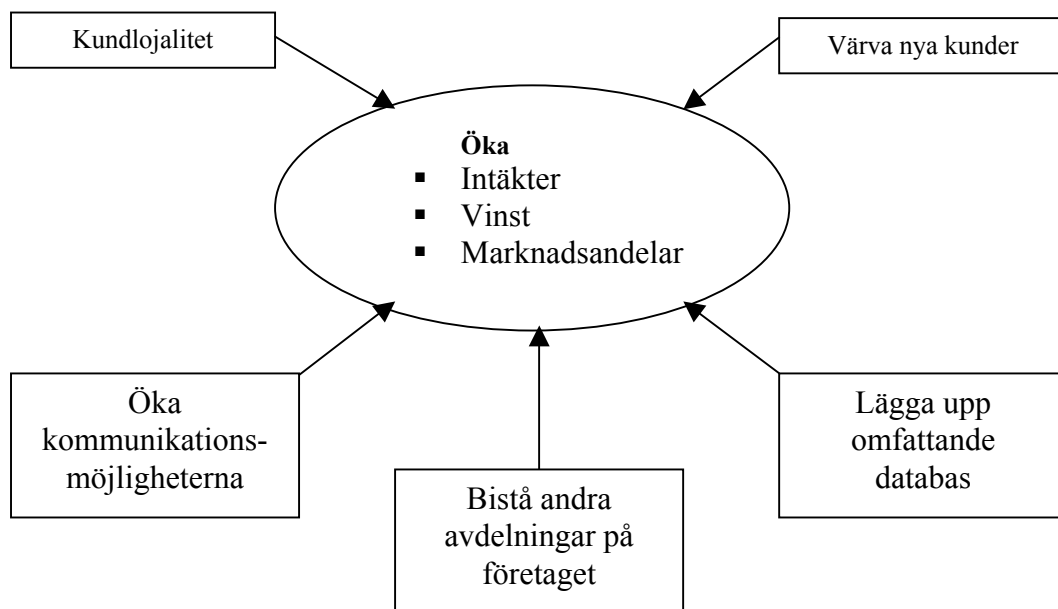 Kundlojalitet
Värva nya kunder
Öka
▪ Intäkter
▪ Vinst
▪ Marknadsandelar
Öka
kommunikations-
möjligheterna
Lägga upp
omfattande
databas
Bistå andra
avdelningar på
företaget